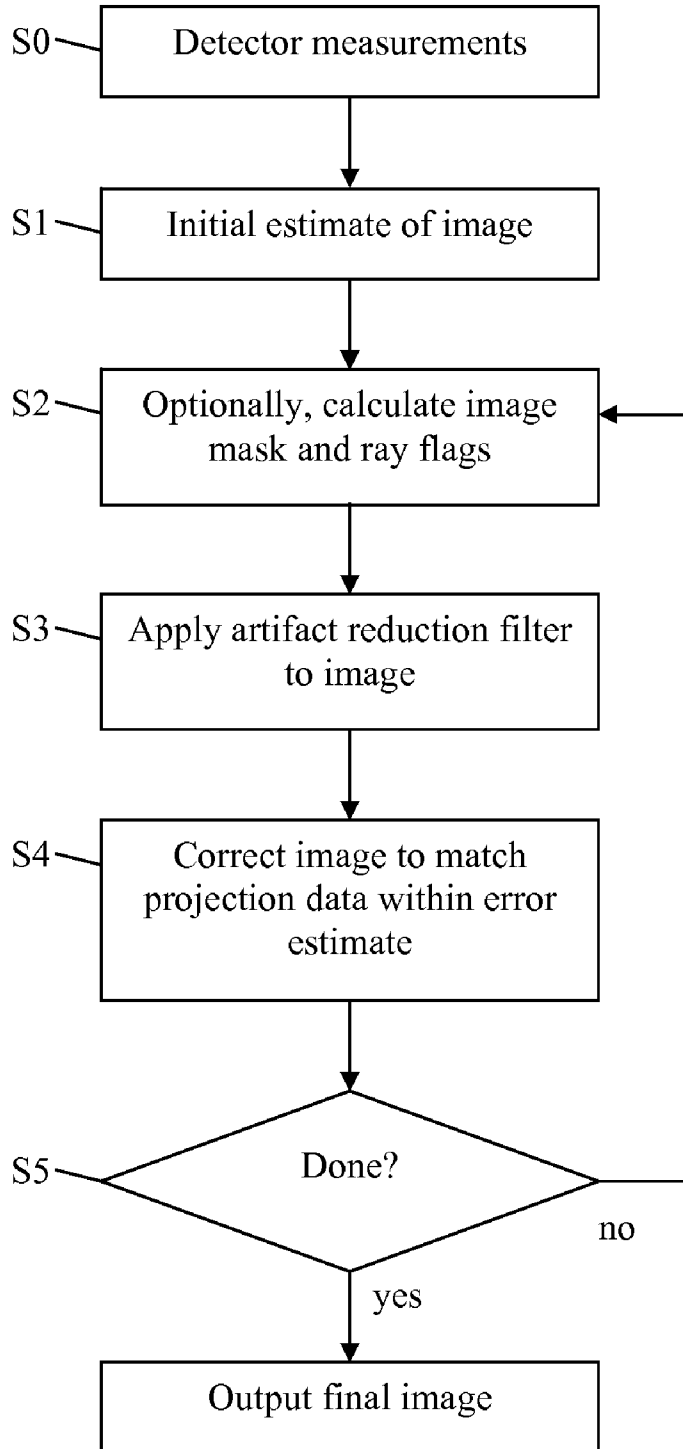 S0
Detector measurements
S1
Initial estimate of image
S2
Optionally, calculate image
mask and ray flags
S3
Apply artifact reduction filter
to image
S4
Correct image to match
projection data within error
estimate
S5
Done?
no
yes
Output final image